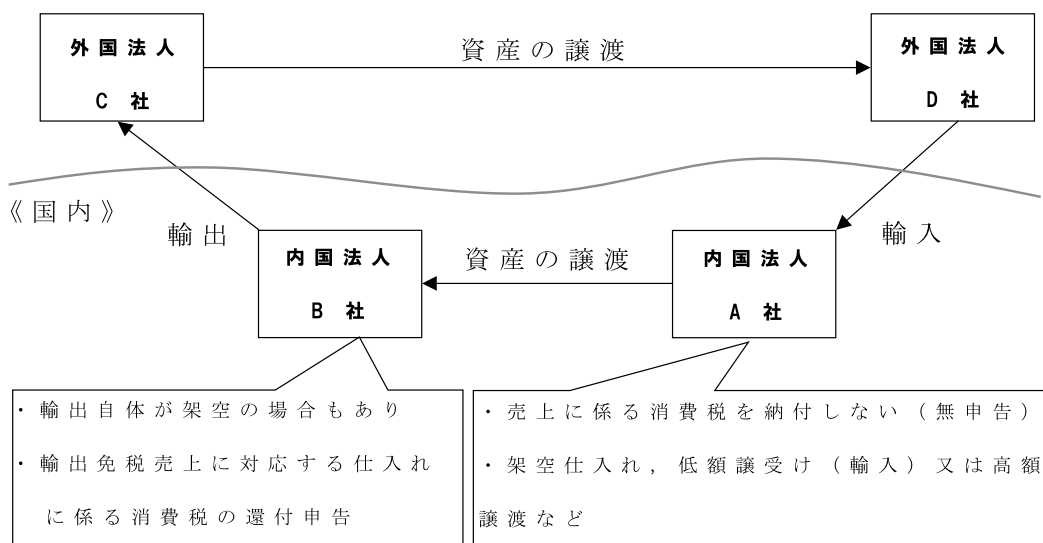 外国法人
C 社
資産の譲渡
外国法人
D 社
《国内》
輸出
輸入
内国法人
B 社
資産の譲渡
内国法人
A 社
・輸出自体が架空の場合もあり
・輸出免税売上に対応する仕入れ
に係る消費税の還付申告
・売上に係る消費税を納付しない（無申告）
・架空仕入れ，低額譲受け（輸入）又は高額
譲渡など